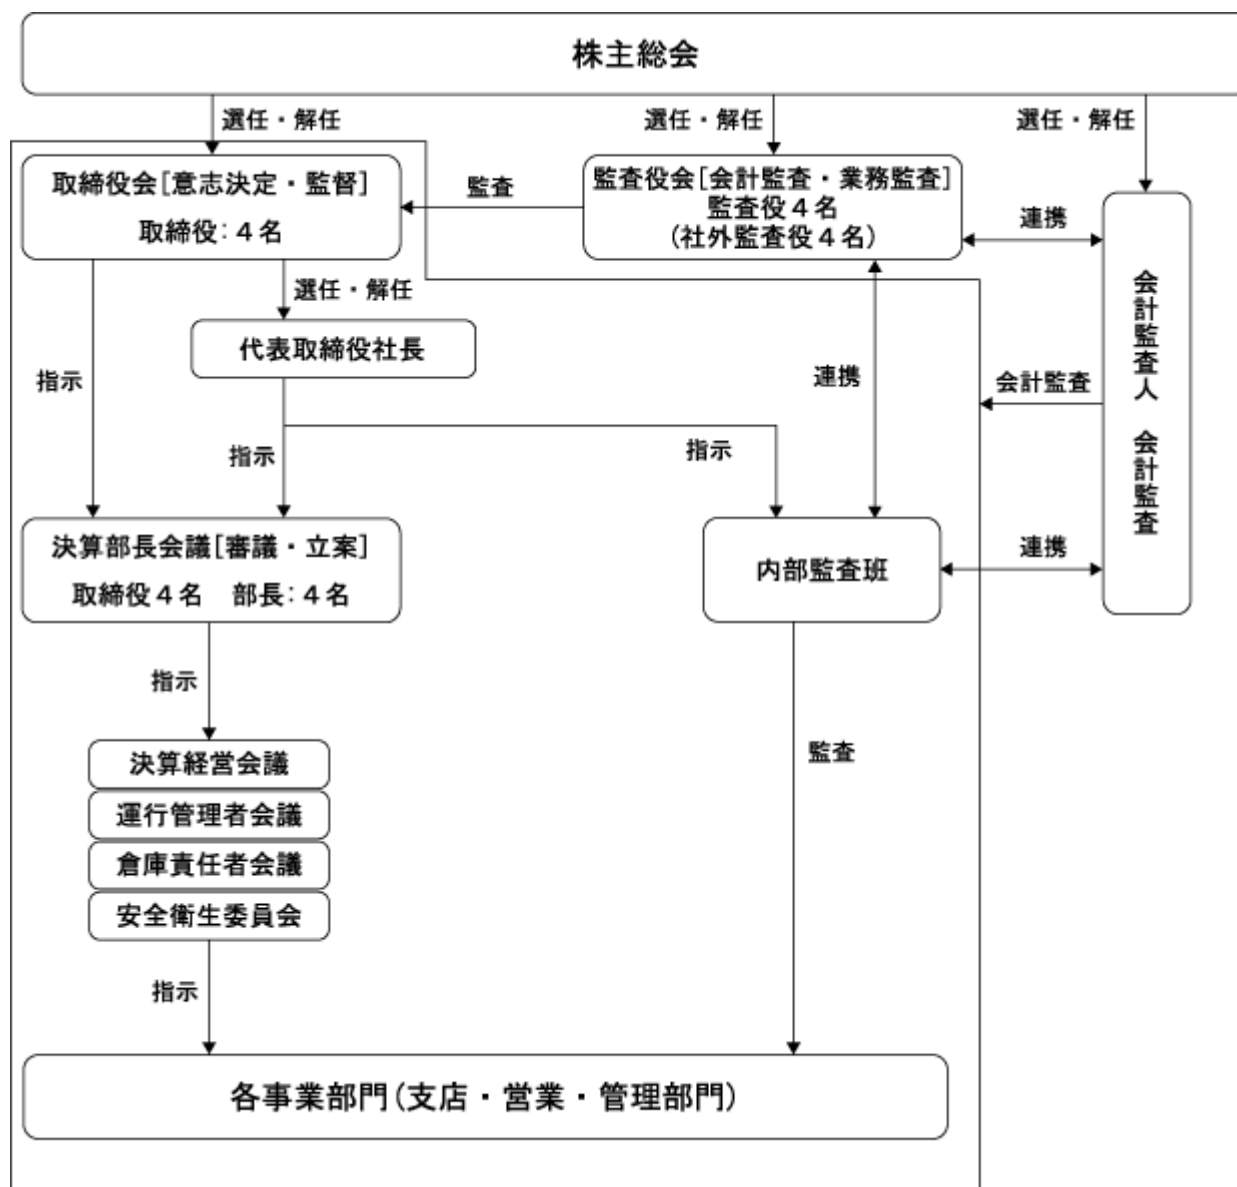 株主総会
選任・解任
選任・解任
選任・解任
取締役会[意志決定・監督]
取締役:4名
監査
監査役会[会計監査・業務監査]
監査役4名
(社外監査役4名)
連携
会計監査人 会計監査
選任・解任
代表取締役社長
指示
連携
会計監査
指示
指示
決算部長会議[審議・立案]
取締役4名 部長:4名
内部監査班
連携
指示
決算経営会議
運行管理者会議
倉庫責任者会議
安全衛生委員会
監査
指示
各事業部門(支店・営業・管理部門)